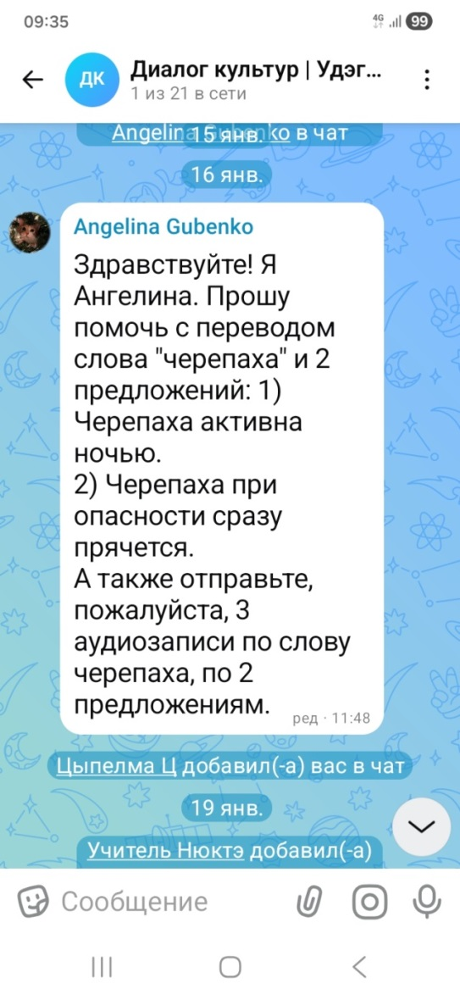 09:35
4G
99
ДК
Диалог культур | Удэг...
1 из 21 в сети
Angelina Gubenko в чат
15 янв.
16 янв.
Angelina Gubenko
Здравствуйте! Я
Ангелина. Прошу
помочь с переводом
слова "черепаха" и 2
предложений: 1)
Черепаха активна
ночью.
2) Черепаха при
опасности сразу
прячется.
А также отправьте,
пожалуйста, 3
аудиозаписи по слову
черепаха, по 2
предложениям.
ред · 11:48
Цыпелма Ц добавил(-а) вас в чат
19 янв.
Учитель Нюктэ добавил(-а)
Сообщение